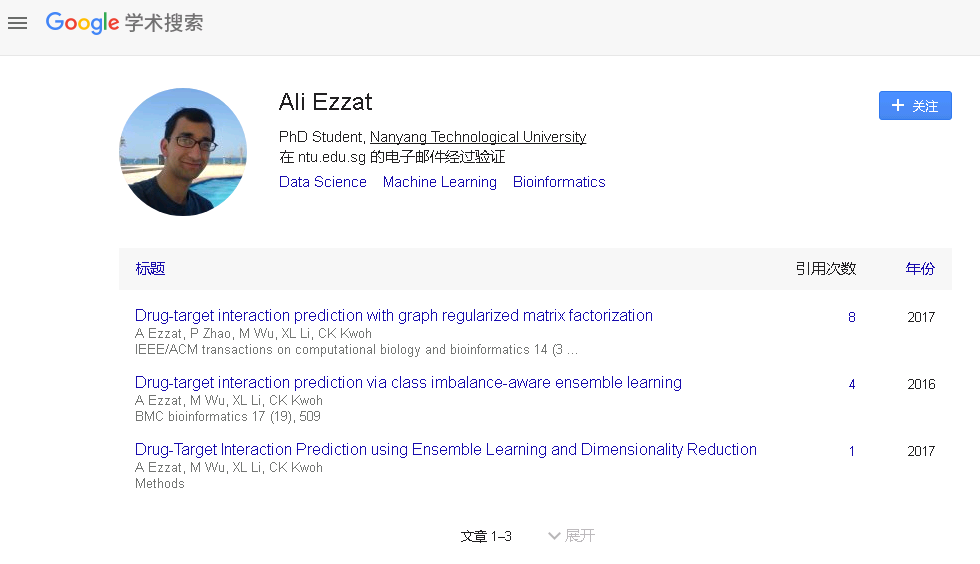 Google 学术搜索
Ali Ezzat
关注
PhD Student, Nanyang Technological University
在 ntu.edu.sg 的电子邮件经过验证
Data Science Machine Learning Bioinformatics
标题 引用次数 年份
Drug-target interaction prediction with graph regularized matrix factorization 8 2017
A Ezzat, P Zhao, M Wu, XL Li, CK Kwoh
IEEE/ACM transactions on computational biology and bioinformatics 14 (3 ...
Drug-target interaction prediction via class imbalance-aware ensemble learning 4 2016
A Ezzat, M Wu, XL Li, CK Kwoh
BMC bioinformatics 17 (19), 509
Drug-Target Interaction Prediction using Ensemble Learning and Dimensionality Reduction 1 2017
A Ezzat, M Wu, XL Li, CK Kwoh
Methods
文章 1–3 展开